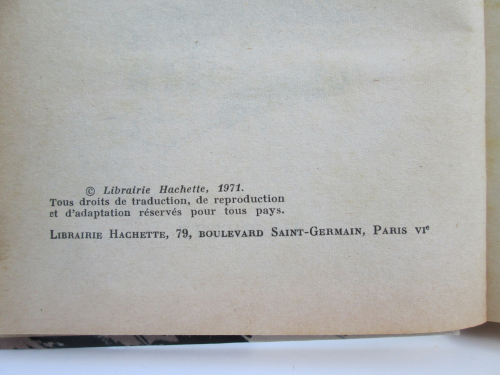 © Librairie Hachette, 1971.
Tous droits de traduction, de reproduction
et d'adaptation réservés pour tous pays.
LIBRAIRIE HACHETTE, 79, BOULEVARD SAINT-GERMAIN, PARIS VIᵉ